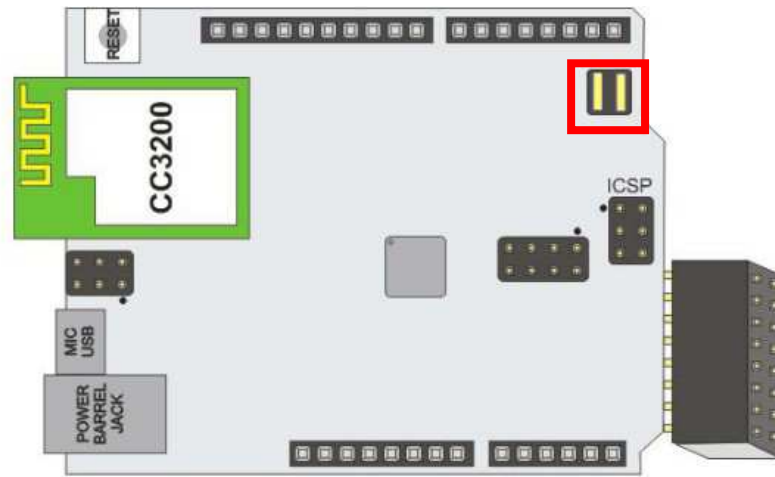 RESET
CC3200
ICSP
MIC
USB
POWER
BARREL
JACK